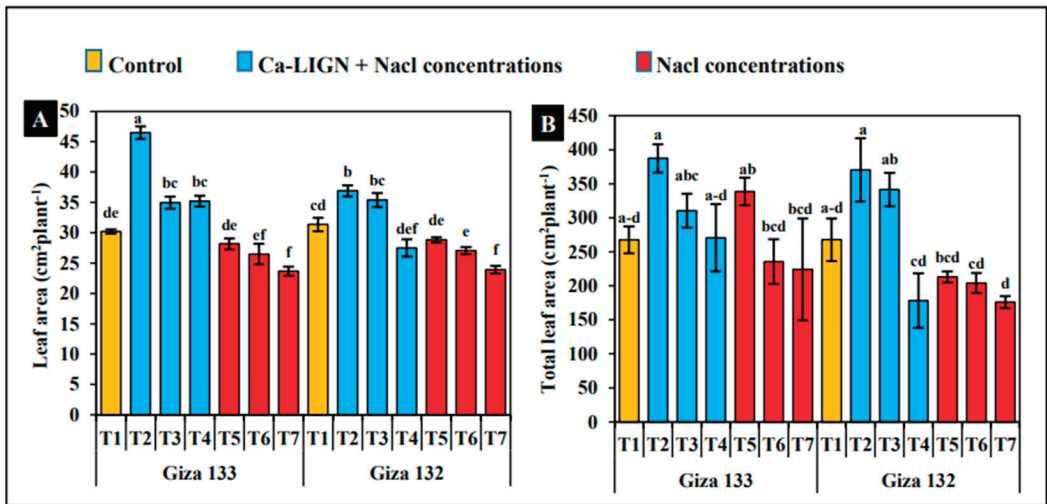 Control Ca-LIGN + Nacl concentrations Nacl concentrations
A
Leaf area (cm²plant⁻¹)
50
45
40
35
30
25
20
15
10
5
0
de a bc bc de ef f cd b bc def de e f
T1 T2 T3 T4 T5 T6 T7 T1 T2 T3 T4 T5 T6 T7
Giza 133 Giza 132
B
Total leaf area (cm²plant⁻¹)
450
400
350
300
250
200
150
100
50
0
a-d a abc a-d ab bcd bcd a-d a ab cd bcd cd d
T1 T2 T3 T4 T5 T6 T7 T1 T2 T3 T4 T5 T6 T7
Giza 133 Giza 132